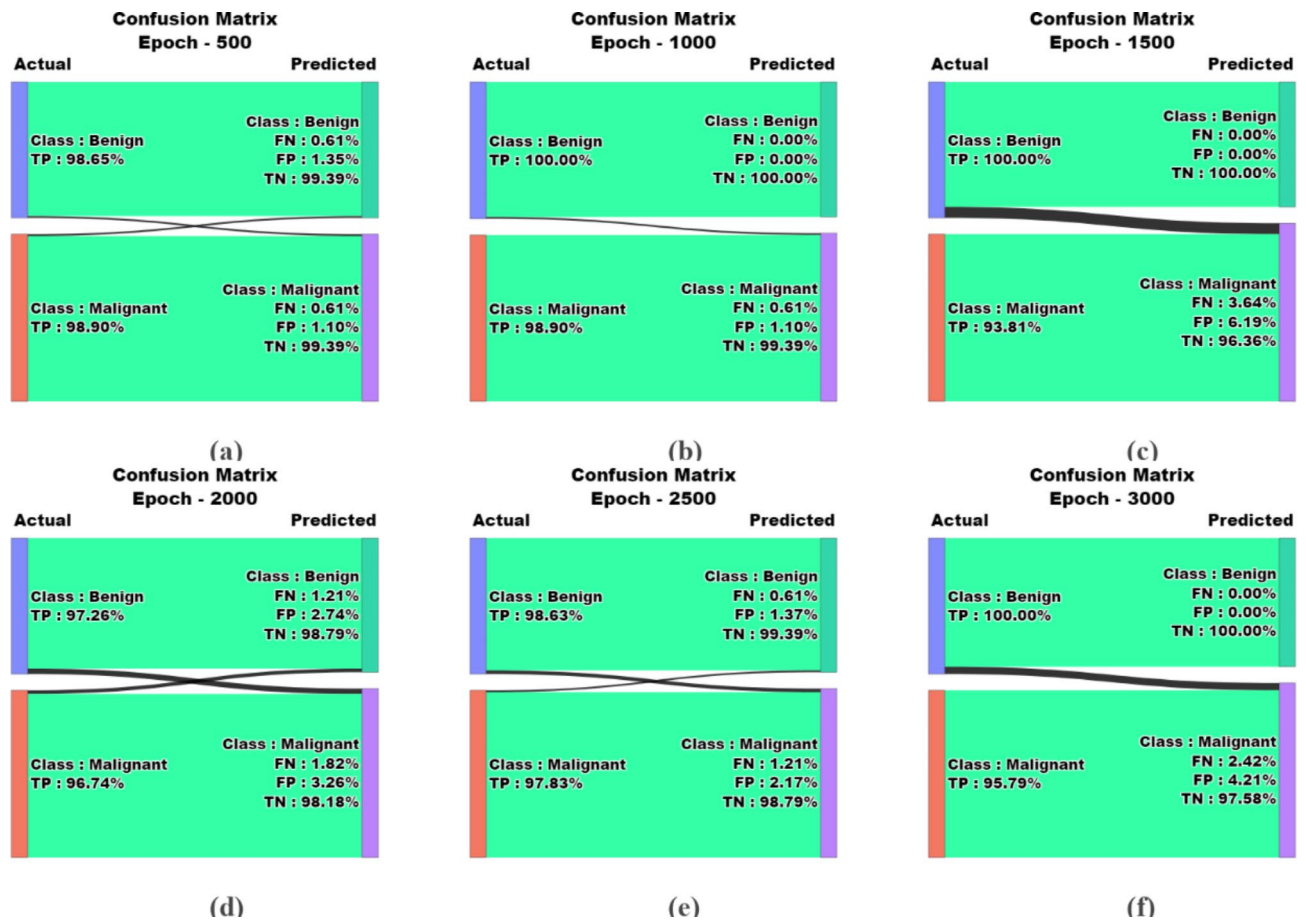 Confusion Matrix
Epoch - 500
Actual Predicted
Class : Benign
TP : 98.65%
Class : Benign
FN : 0.61%
FP : 1.35%
TN : 99.39%
Class : Malignant
TP : 98.90%
Class : Malignant
FN : 0.61%
FP : 1.10%
TN : 99.39%
(a)
Confusion Matrix
Epoch - 1000
Actual Predicted
Class : Benign
TP : 100.00%
Class : Benign
FN : 0.00%
FP : 0.00%
TN : 100.00%
Class : Malignant
TP : 98.90%
Class : Malignant
FN : 0.61%
FP : 1.10%
TN : 99.39%
(b)
Confusion Matrix
Epoch - 1500
Actual Predicted
Class : Benign
TP : 100.00%
Class : Benign
FN : 0.00%
FP : 0.00%
TN : 100.00%
Class : Malignant
TP : 93.81%
Class : Malignant
FN : 3.64%
FP : 6.19%
TN : 96.36%
(c)
Confusion Matrix
Epoch - 2000
Actual Predicted
Class : Benign
TP : 97.26%
Class : Benign
FN : 1.21%
FP : 2.74%
TN : 98.79%
Class : Malignant
TP : 96.74%
Class : Malignant
FN : 1.82%
FP : 3.26%
TN : 98.18%
(d)
Confusion Matrix
Epoch - 2500
Actual Predicted
Class : Benign
TP : 98.63%
Class : Benign
FN : 0.61%
FP : 1.37%
TN : 99.39%
Class : Malignant
TP : 97.83%
Class : Malignant
FN : 1.21%
FP : 2.17%
TN : 98.79%
(e)
Confusion Matrix
Epoch - 3000
Actual Predicted
Class : Benign
TP : 100.00%
Class : Benign
FN : 0.00%
FP : 0.00%
TN : 100.00%
Class : Malignant
TP : 95.79%
Class : Malignant
FN : 2.42%
FP : 4.21%
TN : 97.58%
(f)